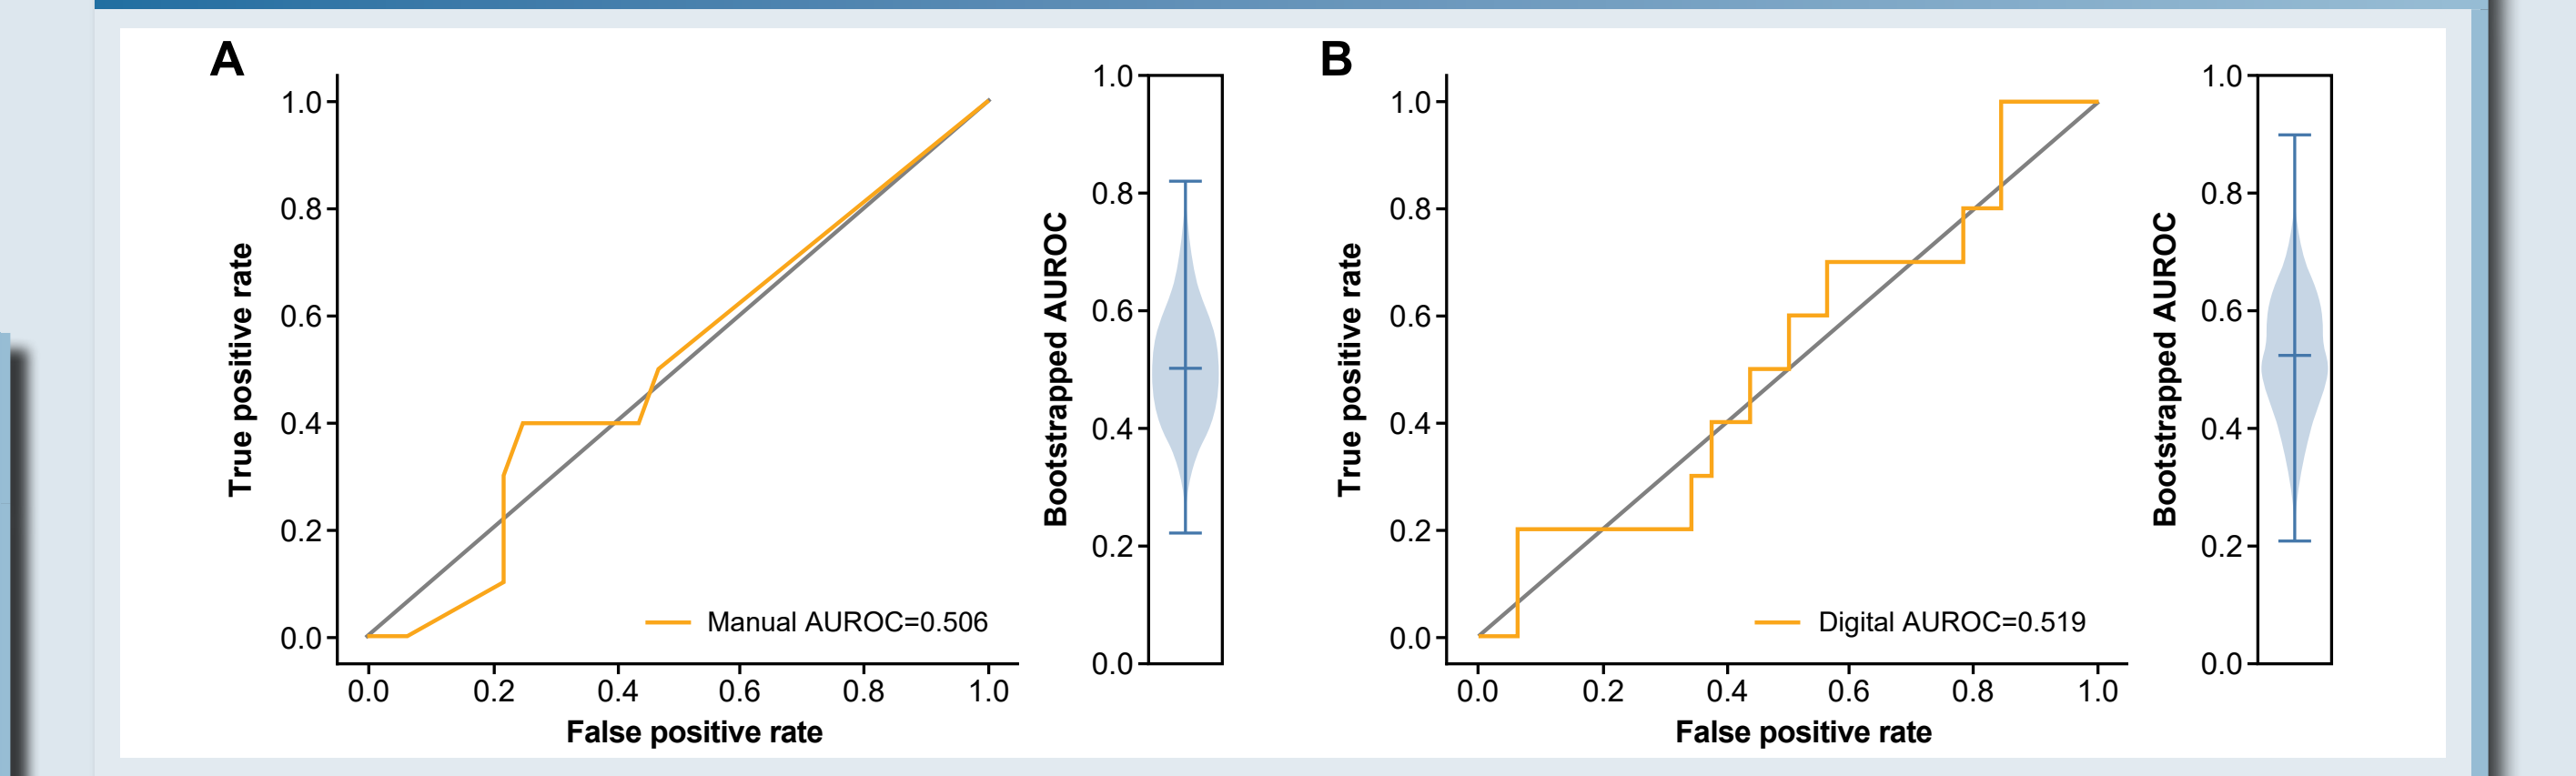 A
True positive rate
1.0
0.8
0.6
0.4
0.2
0.0
0.0 0.2 0.4 0.6 0.8 1.0
False positive rate
Manual AUROC=0.506
Bootstrapped AUROC
1.0
0.8
0.6
0.4
0.2
0.0
B
True positive rate
1.0
0.8
0.6
0.4
0.2
0.0
0.0 0.2 0.4 0.6 0.8 1.0
False positive rate
Digital AUROC=0.519
Bootstrapped AUROC
1.0
0.8
0.6
0.4
0.2
0.0